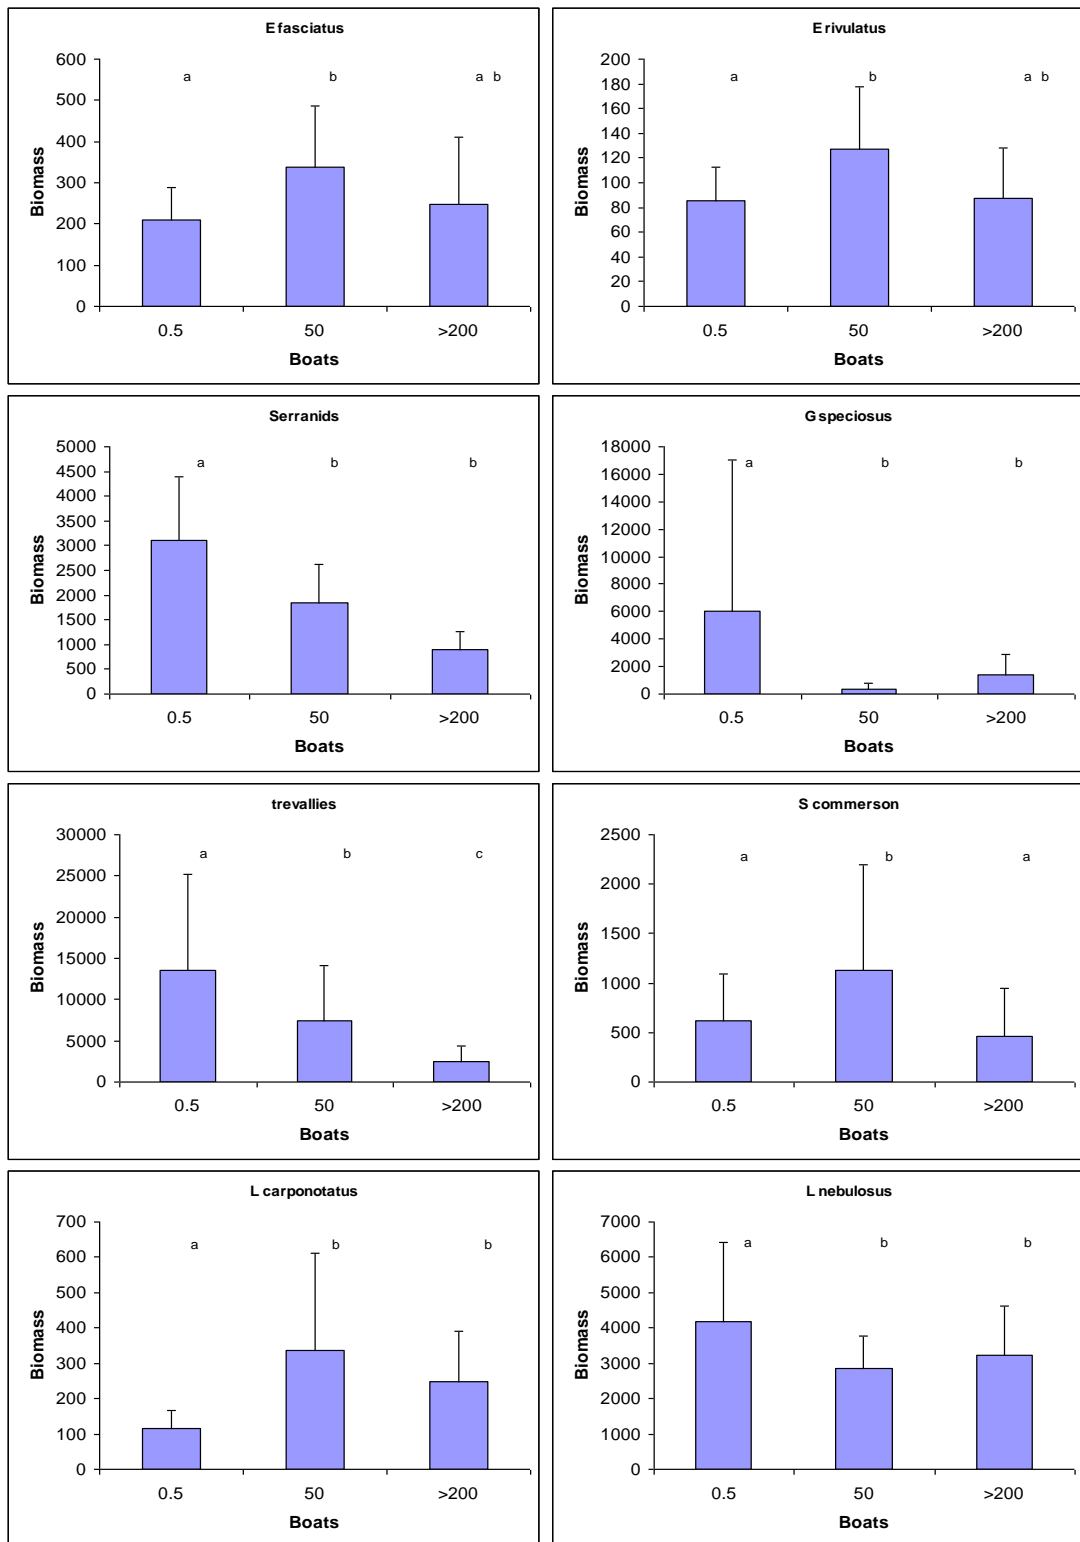 E fasciatus
600
500
400
300
200
100
0
Biomass
a b a b
0.5 50 >200
Boats
E rivulatus
200
180
160
140
120
100
80
60
40
20
0
Biomass
a b a b
0.5 50 >200
Boats
Serranids
5000
4500
4000
3500
3000
2500
2000
1500
1000
500
0
Biomass
a b b
0.5 50 >200
Boats
G speciosus
18000
16000
14000
12000
10000
8000
6000
4000
2000
0
Biomass
a b b
0.5 50 >200
Boats
trevallies
30000
25000
20000
15000
10000
5000
0
Biomass
a b c
0.5 50 >200
Boats
S commerson
2500
2000
1500
1000
500
0
Biomass
a b a
0.5 50 >200
Boats
L carponotatus
700
600
500
400
300
200
100
0
Biomass
a b b
0.5 50 >200
Boats
L nebulosus
7000
6000
5000
4000
3000
2000
1000
0
Biomass
a b b
0.5 50 >200
Boats